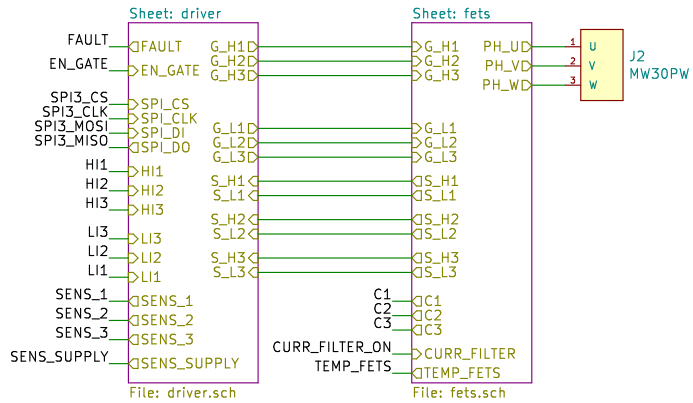 Sheet: driver
Sheet: fets
FAULT
FAULT
G_H1
G_H1
PH_U
1
U
J2
EN_GATE
EN_GATE
G_H2
G_H2
PH_V
2
V
MW30PW
G_H3
G_H3
PH_W
3
W
SPI3_CS
SPI_CS
SPI3_CLK
SPI_CLK
SPI3_MOSI
SPI_DI
G_L1
G_L1
SPI3_MISO
SPI_DO
G_L2
G_L2
G_L3
G_L3
HI1
HI1
S_H1
S_H1
HI2
HI2
S_L1
S_L1
HI3
HI3
S_H2
S_H2
LI3
LI3
S_L2
S_L2
LI2
LI2
S_H3
S_H3
LI1
LI1
S_L3
S_L3
SENS_1
SENS_1
C1
C1
SENS_2
SENS_2
C2
C2
SENS_3
SENS_3
C3
C3
SENS_SUPPLY
SENS_SUPPLY
CURR_FILTER_ON
CURR_FILTER
TEMP_FETS
TEMP_FETS
File: driver.sch
File: fets.sch